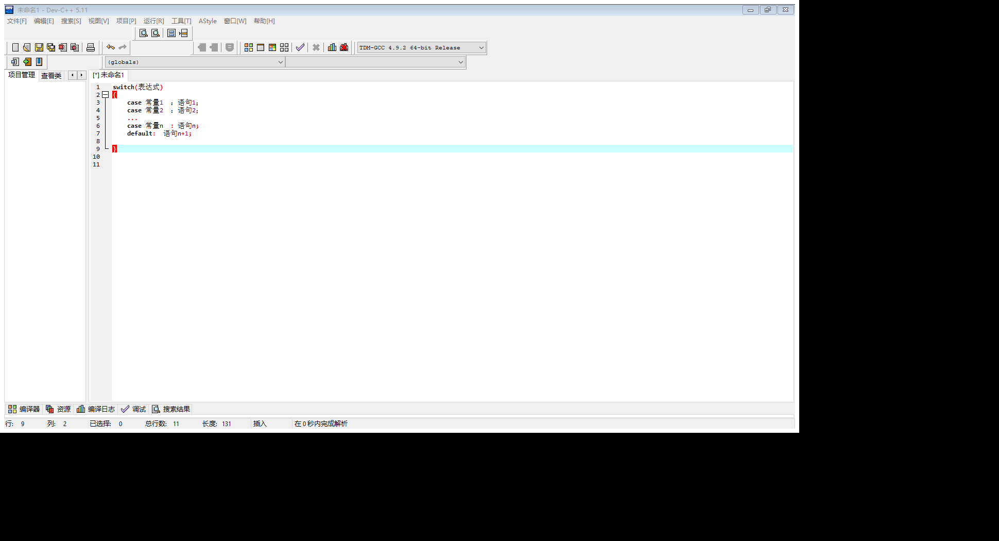 未命名1 - Dev-C++ 5.11
文件[F] 编辑[E] 搜索[S] 视图[V] 项目[P] 运行[R] 工具[T] AStyle 窗口[W] 帮助[H]
TDM-GCC 4.9.2 64-bit Release
(globals)
项目管理 查看类 [*] 未命名1
1 switch(表达式)
2 {
3 case 常量1 : 语句1;
4 case 常量2 : 语句2;
5 ...
6 case 常量n : 语句n;
7 default: 语句n+1;
8
9 }
10
11
编译器 资源 编译日志 调试 搜索结果
行: 9 列: 2 已选择: 0 总行数: 11 长度: 131 插入 在 0 秒内完成解析